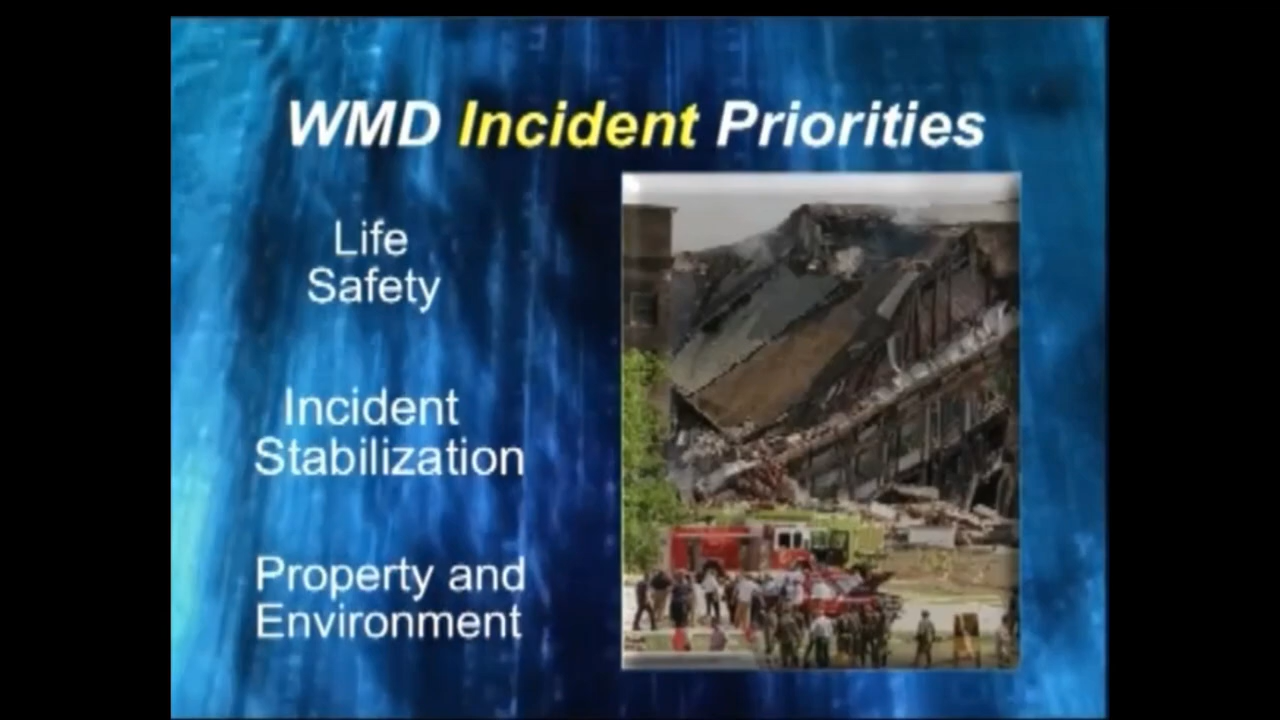 WMD Incident Priorities
Life
Safety
Incident
Stabilization
Property and
Environment